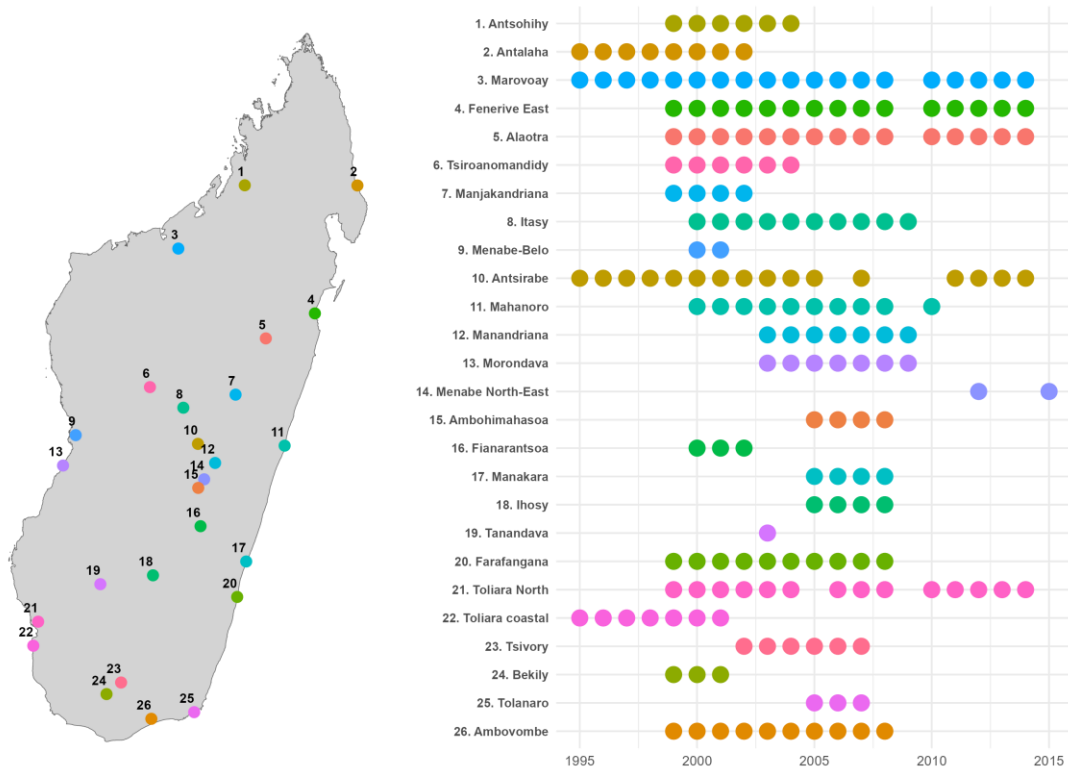 1
2
3
4
5
6
7
8
9
10
11
12
13
14
15
16
17
18
19
20
21
22
23
24
25
26
1. Antsohihy
2. Antalaha
3. Marovoay
4. Fenerive East
5. Alaotra
6. Tsiroanomandidy
7. Manjakandriana
8. Itasy
9. Menabe-Belo
10. Antsirabe
11. Mahanoro
12. Manandriana
13. Morondava
14. Menabe North-East
15. Ambohimahasoa
16. Fianarantsoa
17. Manakara
18. Ihosy
19. Tanandava
20. Farafangana
21. Toliara North
22. Toliara coastal
23. Tsivory
24. Bekily
25. Tolanaro
26. Ambovombe
1995 2000 2005 2010 2015